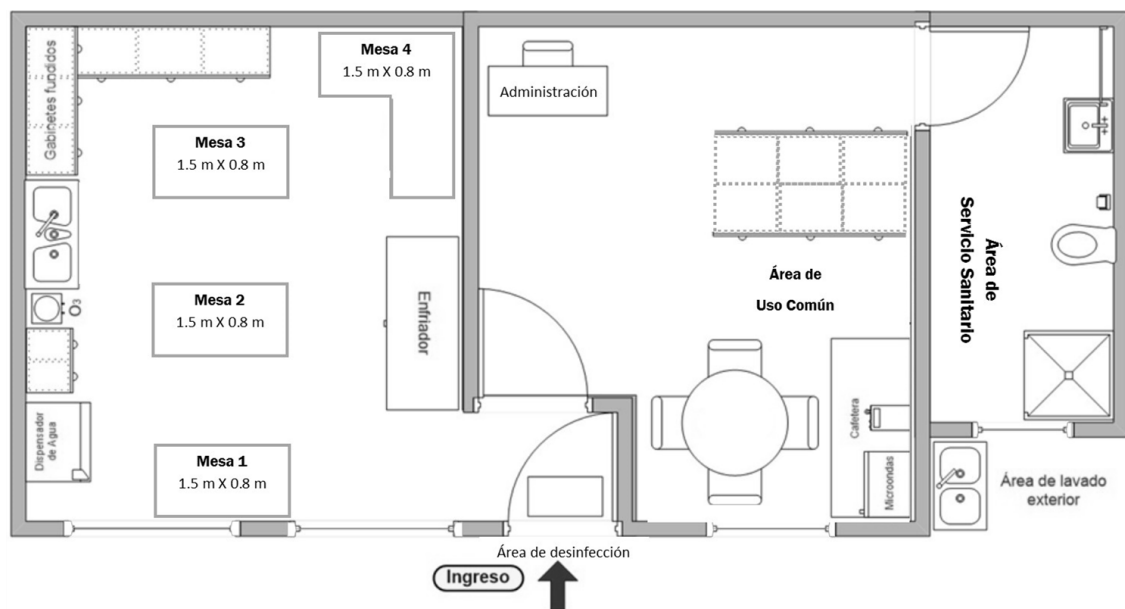 Gabinetes fundidos
Mesa 4
1.5 m X 0.8 m
Mesa 3
1.5 m X 0.8 m
O3
Mesa 2
1.5 m X 0.8 m
Enfriador
Dispensador
de Agua
Mesa 1
1.5 m X 0.8 m
Administración
Área de
Uso Común
Cafetera
Microondas
Área de
Servicio Sanitario
Área de lavado
exterior
Área de desinfección
Ingreso